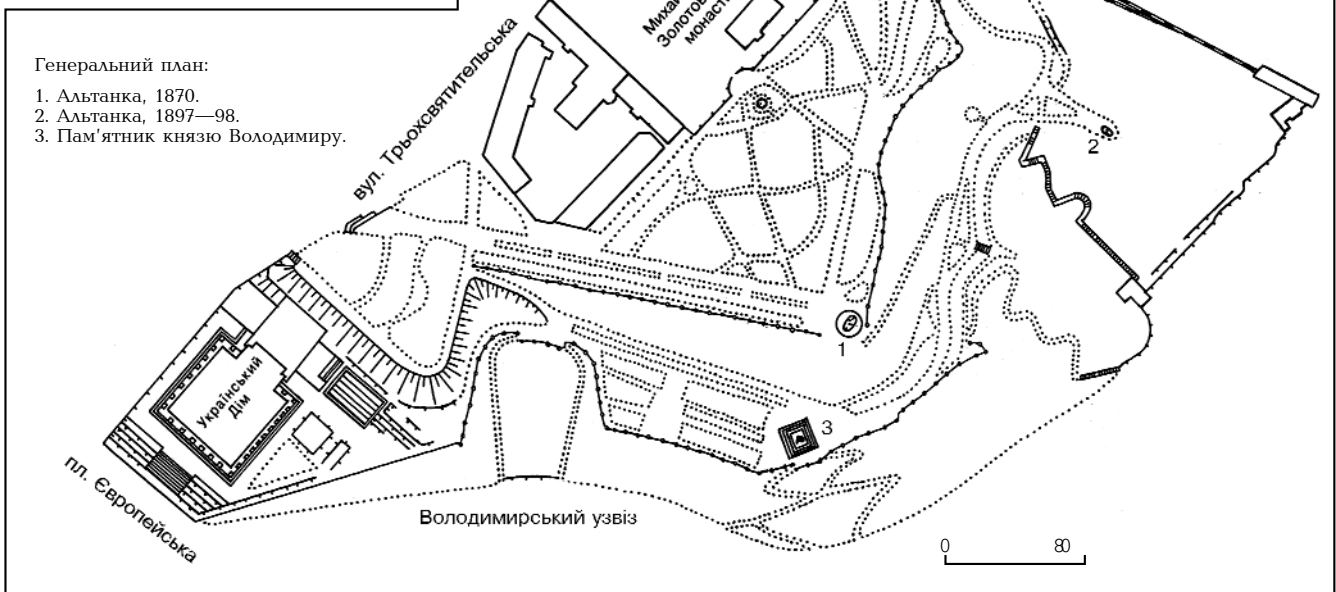 Генеральний план:
1. Альтанка, 1870.
2. Альтанка, 1897—98.
3. Пам'ятник князю Володимиру.
вул. Трьохсвятительська
2
1
3
Український
Дім
пл. Європейська
Володимирський узвіз
0 80